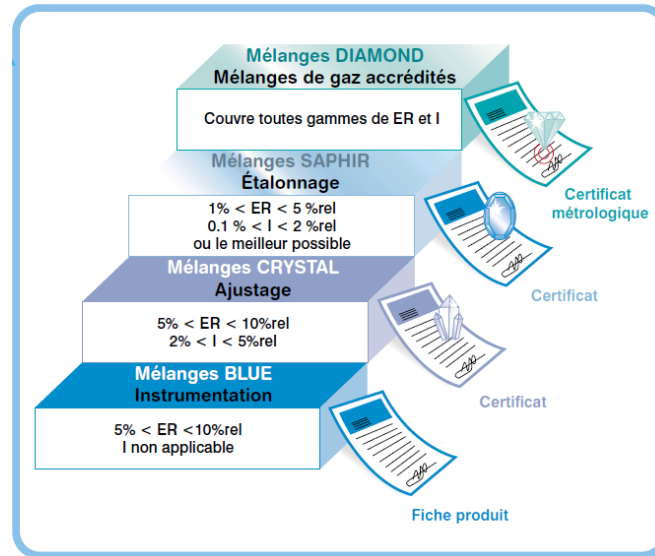 Mélanges DIAMOND
Mélanges de gaz accrédités
Couvre toutes gammes de ER et I
Certificat
métrologique
Mélanges SAPHIR
Étalonnage
1% < ER < 5 %rel
0.1 % < I < 2 %rel
ou le meilleur possible
Certificat
Mélanges CRYSTAL
Ajustage
5% < ER < 10%rel
2% < I < 5%rel
Certificat
Mélanges BLUE
Instrumentation
5% < ER <10%rel
I non applicable
Fiche produit